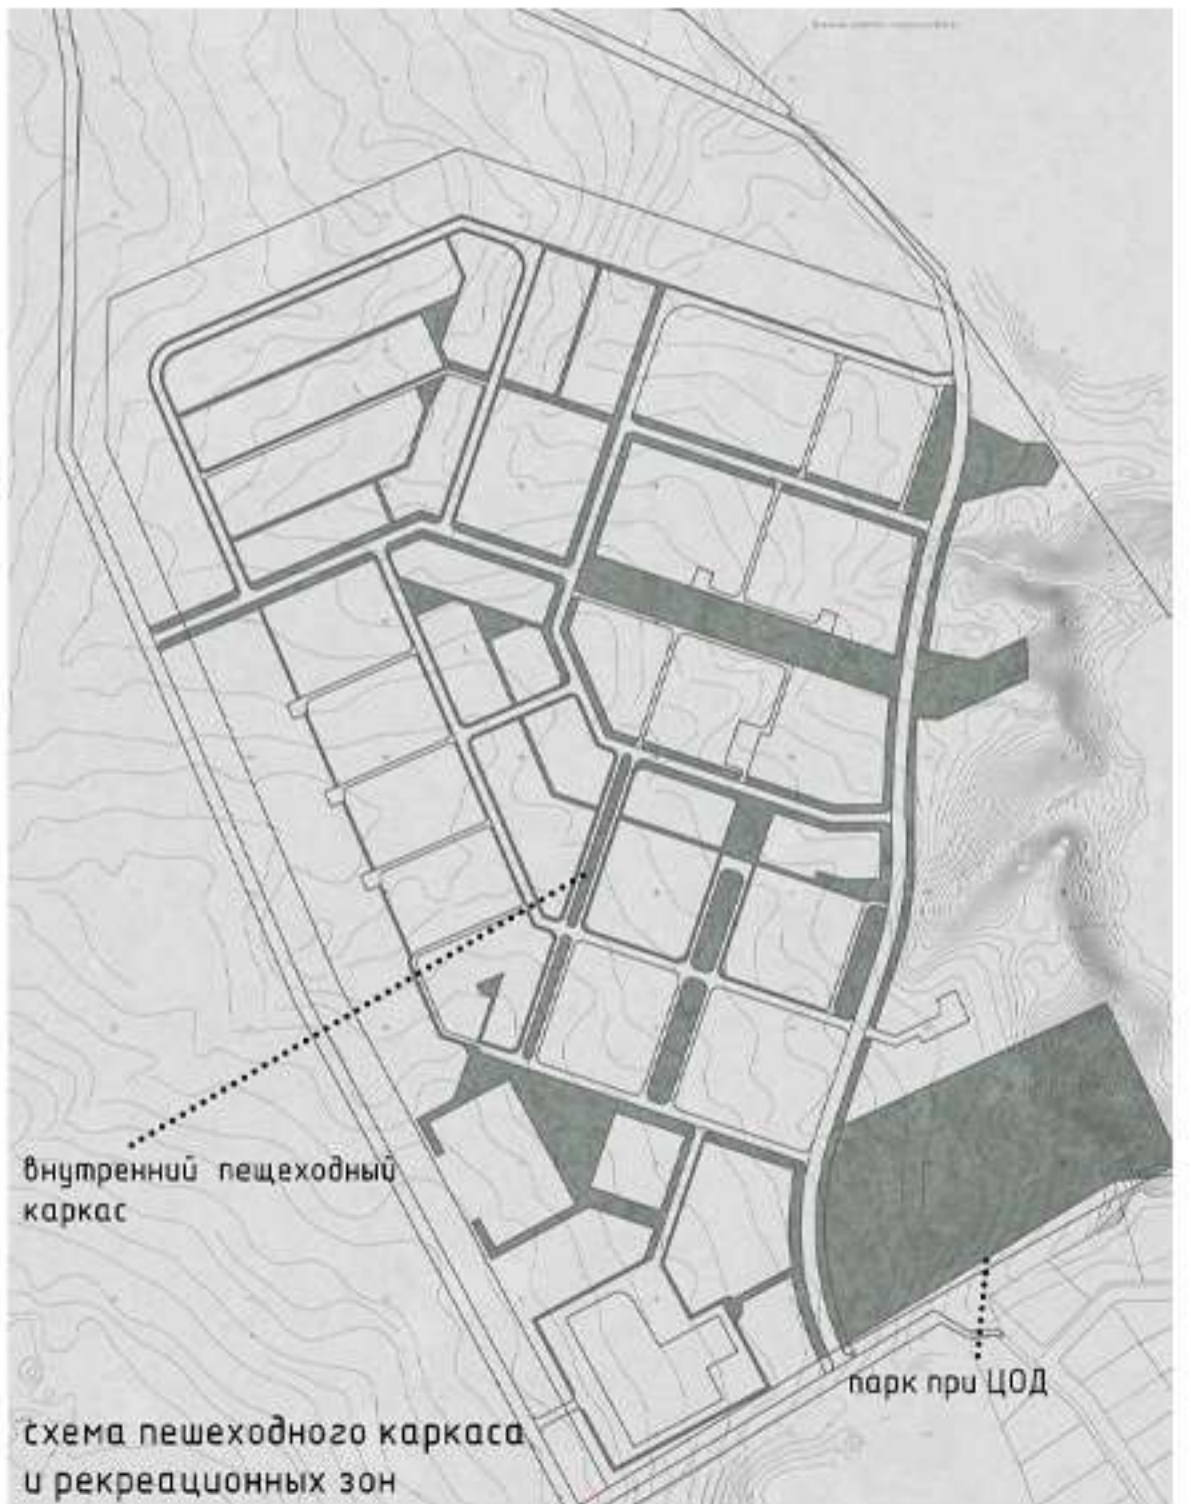 внутренний пещеходный
каркас
парк при ЦОД
схема пешеходного каркаса
и рекреационных зон